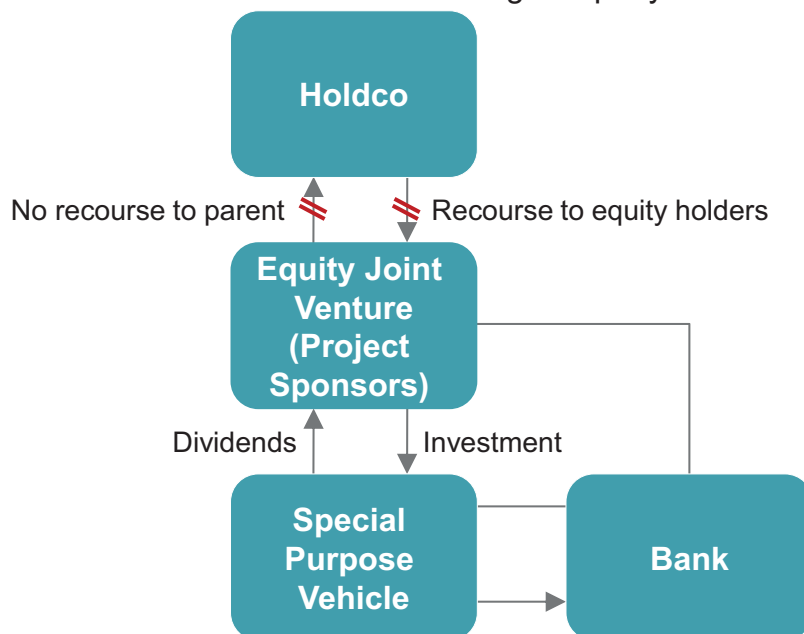 Holdco
No recourse to parent
Recourse to equity holders
Equity Joint
Venture
(Project
Sponsors)
Dividends
Investment
Special
Purpose
Vehicle
Bank